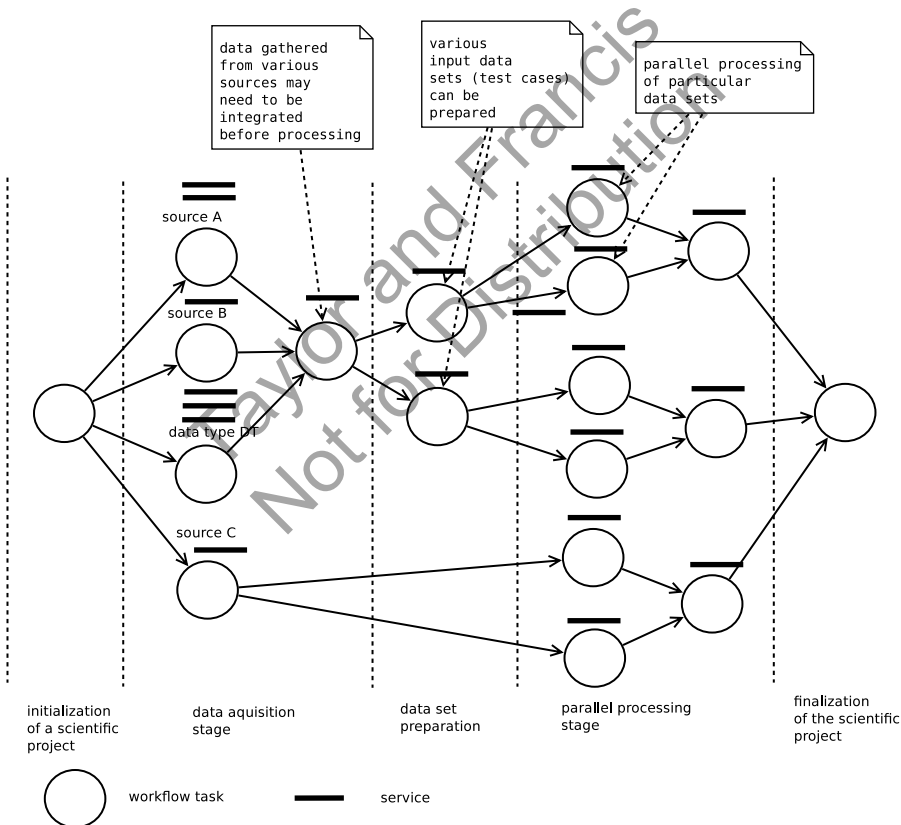 data gathered
from various
sources may
need to be
integrated
before processing
various
input data
sets (test cases)
can be
prepared
parallel processing
of particular
data sets
source A
source B
data type DT
source C
Taylor and Francis
Not for Distribution
initialization
of a scientific
project
data aquisition
stage
data set
preparation
parallel processing
stage
finalization
of the scientific
project
workflow task
service